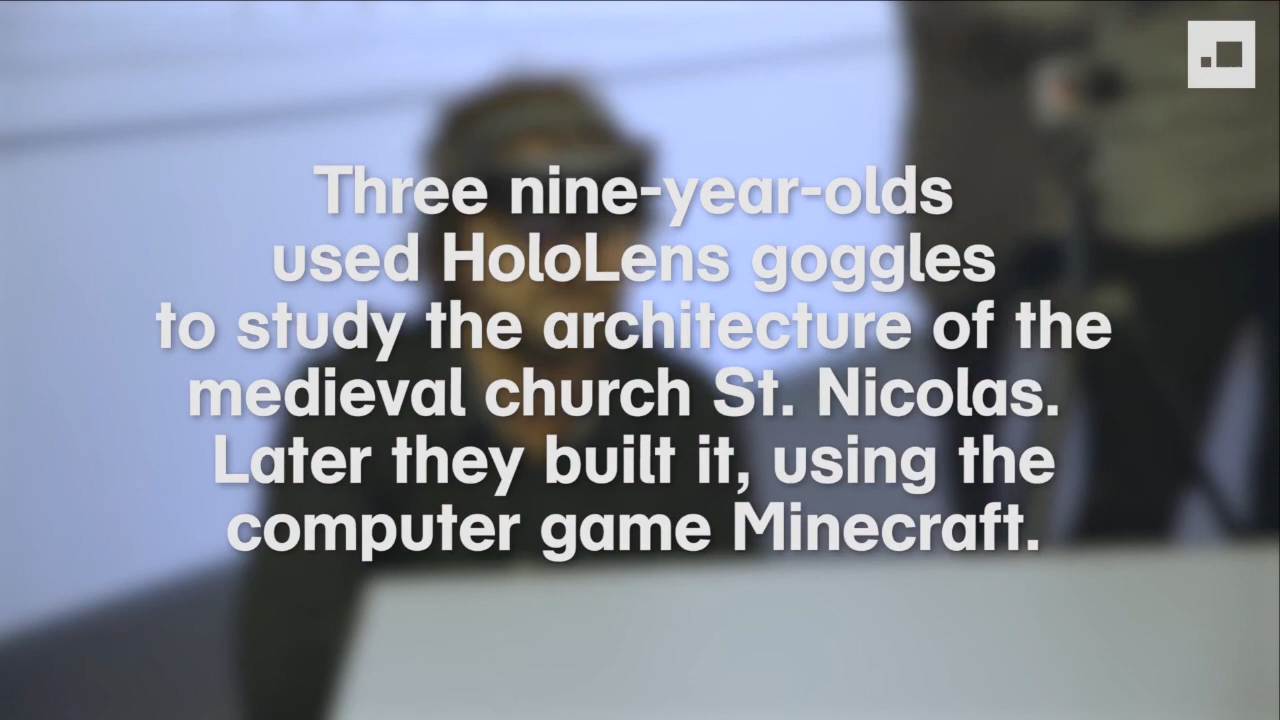 Three nine-year-olds
used HoloLens goggles
to study the architecture of the
medieval church St. Nicolas.
Later they built it, using the
computer game Minecraft.